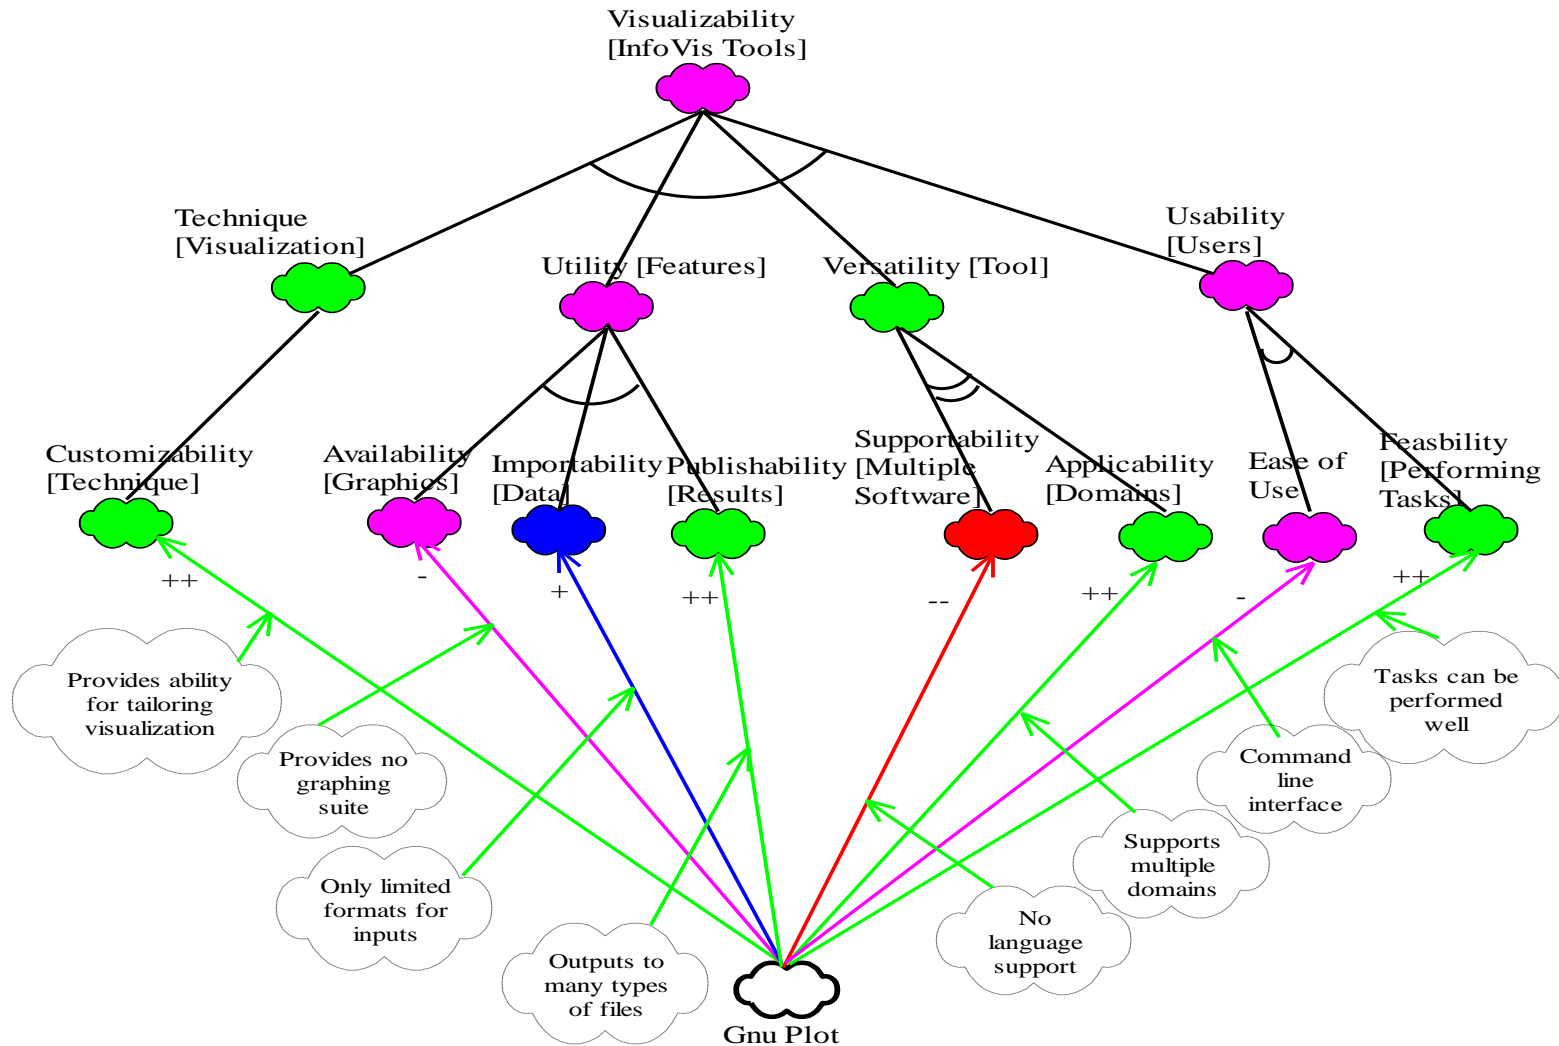 Visualizability
[InfoVis Tools]
Technique
[Visualization]
Utility [Features]
Versatility [Tool]
Usability
[Users]
Customizability
[Technique]
Availability
[Graphics]
Importability
[Data]
Publishability
[Results]
Supportability
[Multiple
Software]
Applicability
[Domains]
Ease of
Use
Feasbility
[Performing
Tasks]
++
-
+
++
--
++
-
++
Provides ability
for tailoring
visualization
Provides no
graphing
suite
Only limited
formats for
inputs
Outputs to
many types
of files
No
language
support
Supports
multiple
domains
Command
line
interface
Tasks can be
performed
well
Gnu Plot